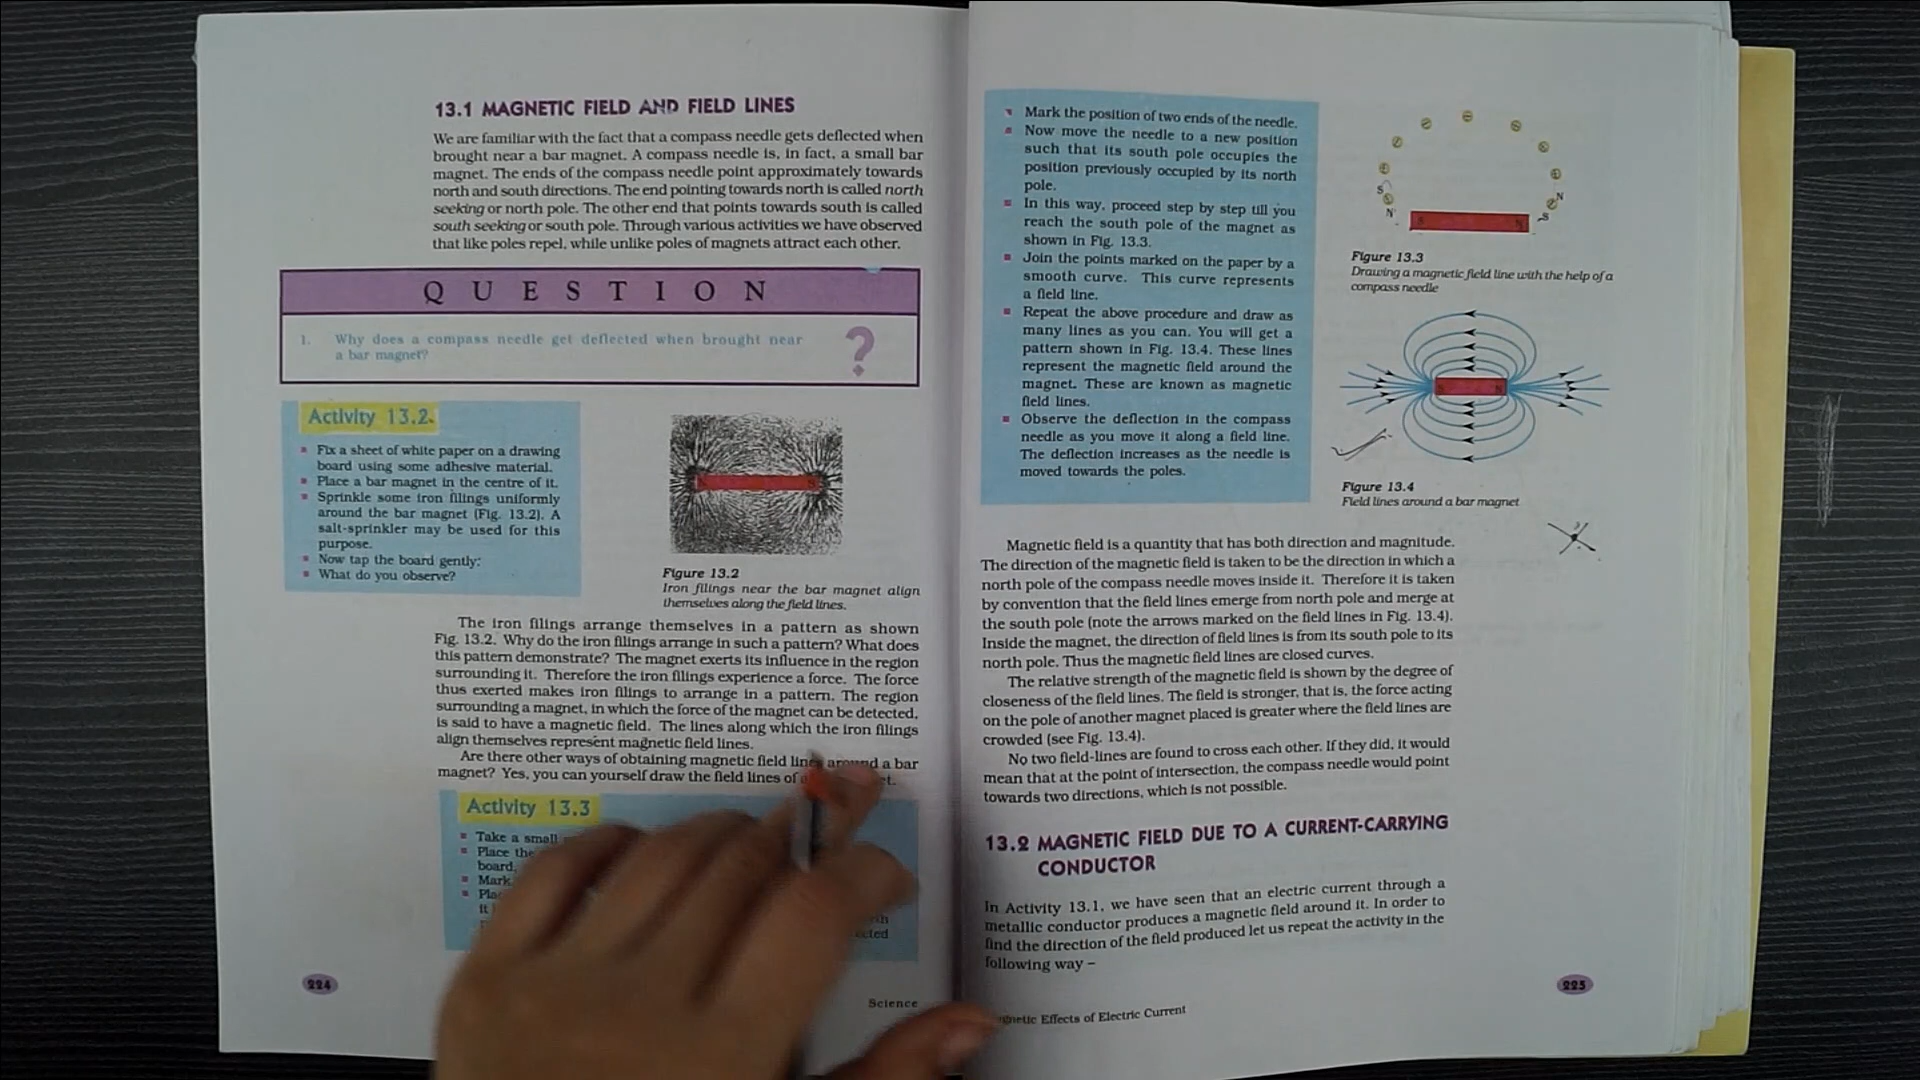 13.1 MAGNETIC FIELD AND FIELD LINES
We are familiar with the fact that a compass needle gets deflected when
brought near a bar magnet. A compass needle is, in fact, a small bar
magnet. The ends of the compass needle point approximately towards
north and south directions. The end pointing towards north is called north
seeking or north pole. The other end that points towards south is called
south seeking or south pole. Through various activities we have observed
that like poles repel, while unlike poles of magnets attract each other.
QUESTION
1. Why does a compass needle get deflected when brought near
a bar magnet?
?
Activity 13.2
■ Fix a sheet of white paper on a drawing
board using some adhesive material.
■ Place a bar magnet in the centre of it.
■ Sprinkle some iron filings uniformly
around the bar magnet (Fig. 13.2). A
salt-sprinkler may be used for this
purpose.
■ Now tap the board gently.
■ What do you observe?
N S
Figure 13.2
Iron filings near the bar magnet align
themselves along the field lines.
The iron filings arrange themselves in a pattern as shown
Fig. 13.2. Why do the iron filings arrange in such a pattern? What does
this pattern demonstrate? The magnet exerts its influence in the region
surrounding it. Therefore the iron filings experience a force. The force
thus exerted makes iron filings to arrange in a pattern. The region
surrounding a magnet, in which the force of the magnet can be detected,
is said to have a magnetic field. The lines along which the iron filings
align themselves represent magnetic field lines.
Are there other ways of obtaining magnetic field lines around a bar
magnet? Yes, you can yourself draw the field lines of
Activity 13.3
■ Take a small
■ Place the
board,
■ Mark
■
it
224
Science
■ Mark the position of two ends of the needle.
■ Now move the needle to a new position
such that its south pole occupies the
position previously occupied by its north
pole.
■ In this way, proceed step by step till you
reach the south pole of the magnet as
shown in Fig. 13.3.
■ Join the points marked on the paper by a
smooth curve. This curve represents
a field line.
■ Repeat the above procedure and draw as
many lines as you can. You will get a
pattern shown in Fig. 13.4. These lines
represent the magnetic field around the
magnet. These are known as magnetic
field lines.
■ Observe the deflection in the compass
needle as you move it along a field line.
The deflection increases as the needle is
moved towards the poles.
S N
N S
S N
Figure 13.3
Drawing a magnetic field line with the help of a
compass needle
S N
Figure 13.4
Field lines around a bar magnet
Magnetic field is a quantity that has both direction and magnitude.
The direction of the magnetic field is taken to be the direction in which a
north pole of the compass needle moves inside it. Therefore it is taken
by convention that the field lines emerge from north pole and merge at
the south pole (note the arrows marked on the field lines in Fig. 13.4).
Inside the magnet, the direction of field lines is from its south pole to its
north pole. Thus the magnetic field lines are closed curves.
The relative strength of the magnetic field is shown by the degree of
closeness of the field lines. The field is stronger, that is, the force acting
on the pole of another magnet placed is greater where the field lines are
crowded (see Fig. 13.4).
No two field-lines are found to cross each other. If they did, it would
mean that at the point of intersection, the compass needle would point
towards two directions, which is not possible.
13.2 MAGNETIC FIELD DUE TO A CURRENT-CARRYING
CONDUCTOR
In Activity 13.1, we have seen that an electric current through a
metallic conductor produces a magnetic field around it. In order to
find the direction of the field produced let us repeat the activity in the
following way –
Effects of Electric Current
225